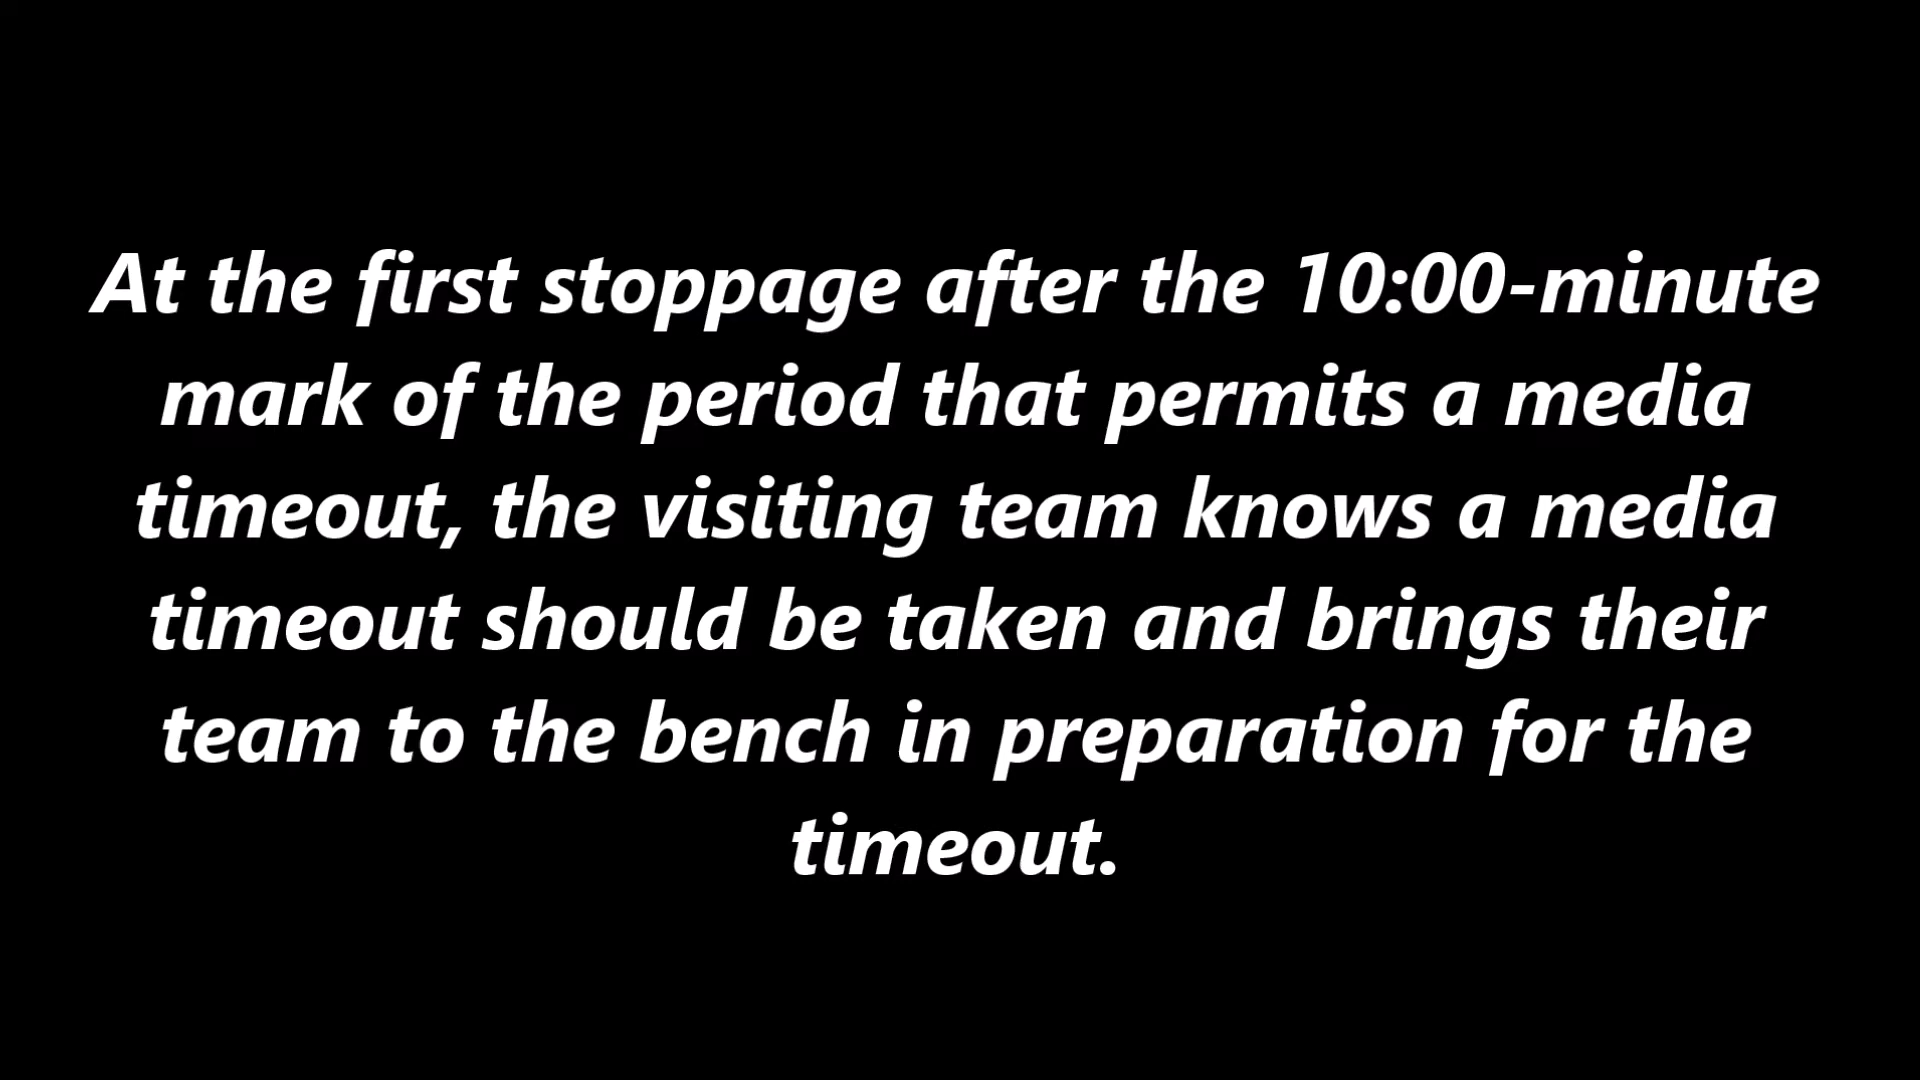 At the first stoppage after the 10:00-minute
mark of the period that permits a media
timeout, the visiting team knows a media
timeout should be taken and brings their
team to the bench in preparation for the
timeout.